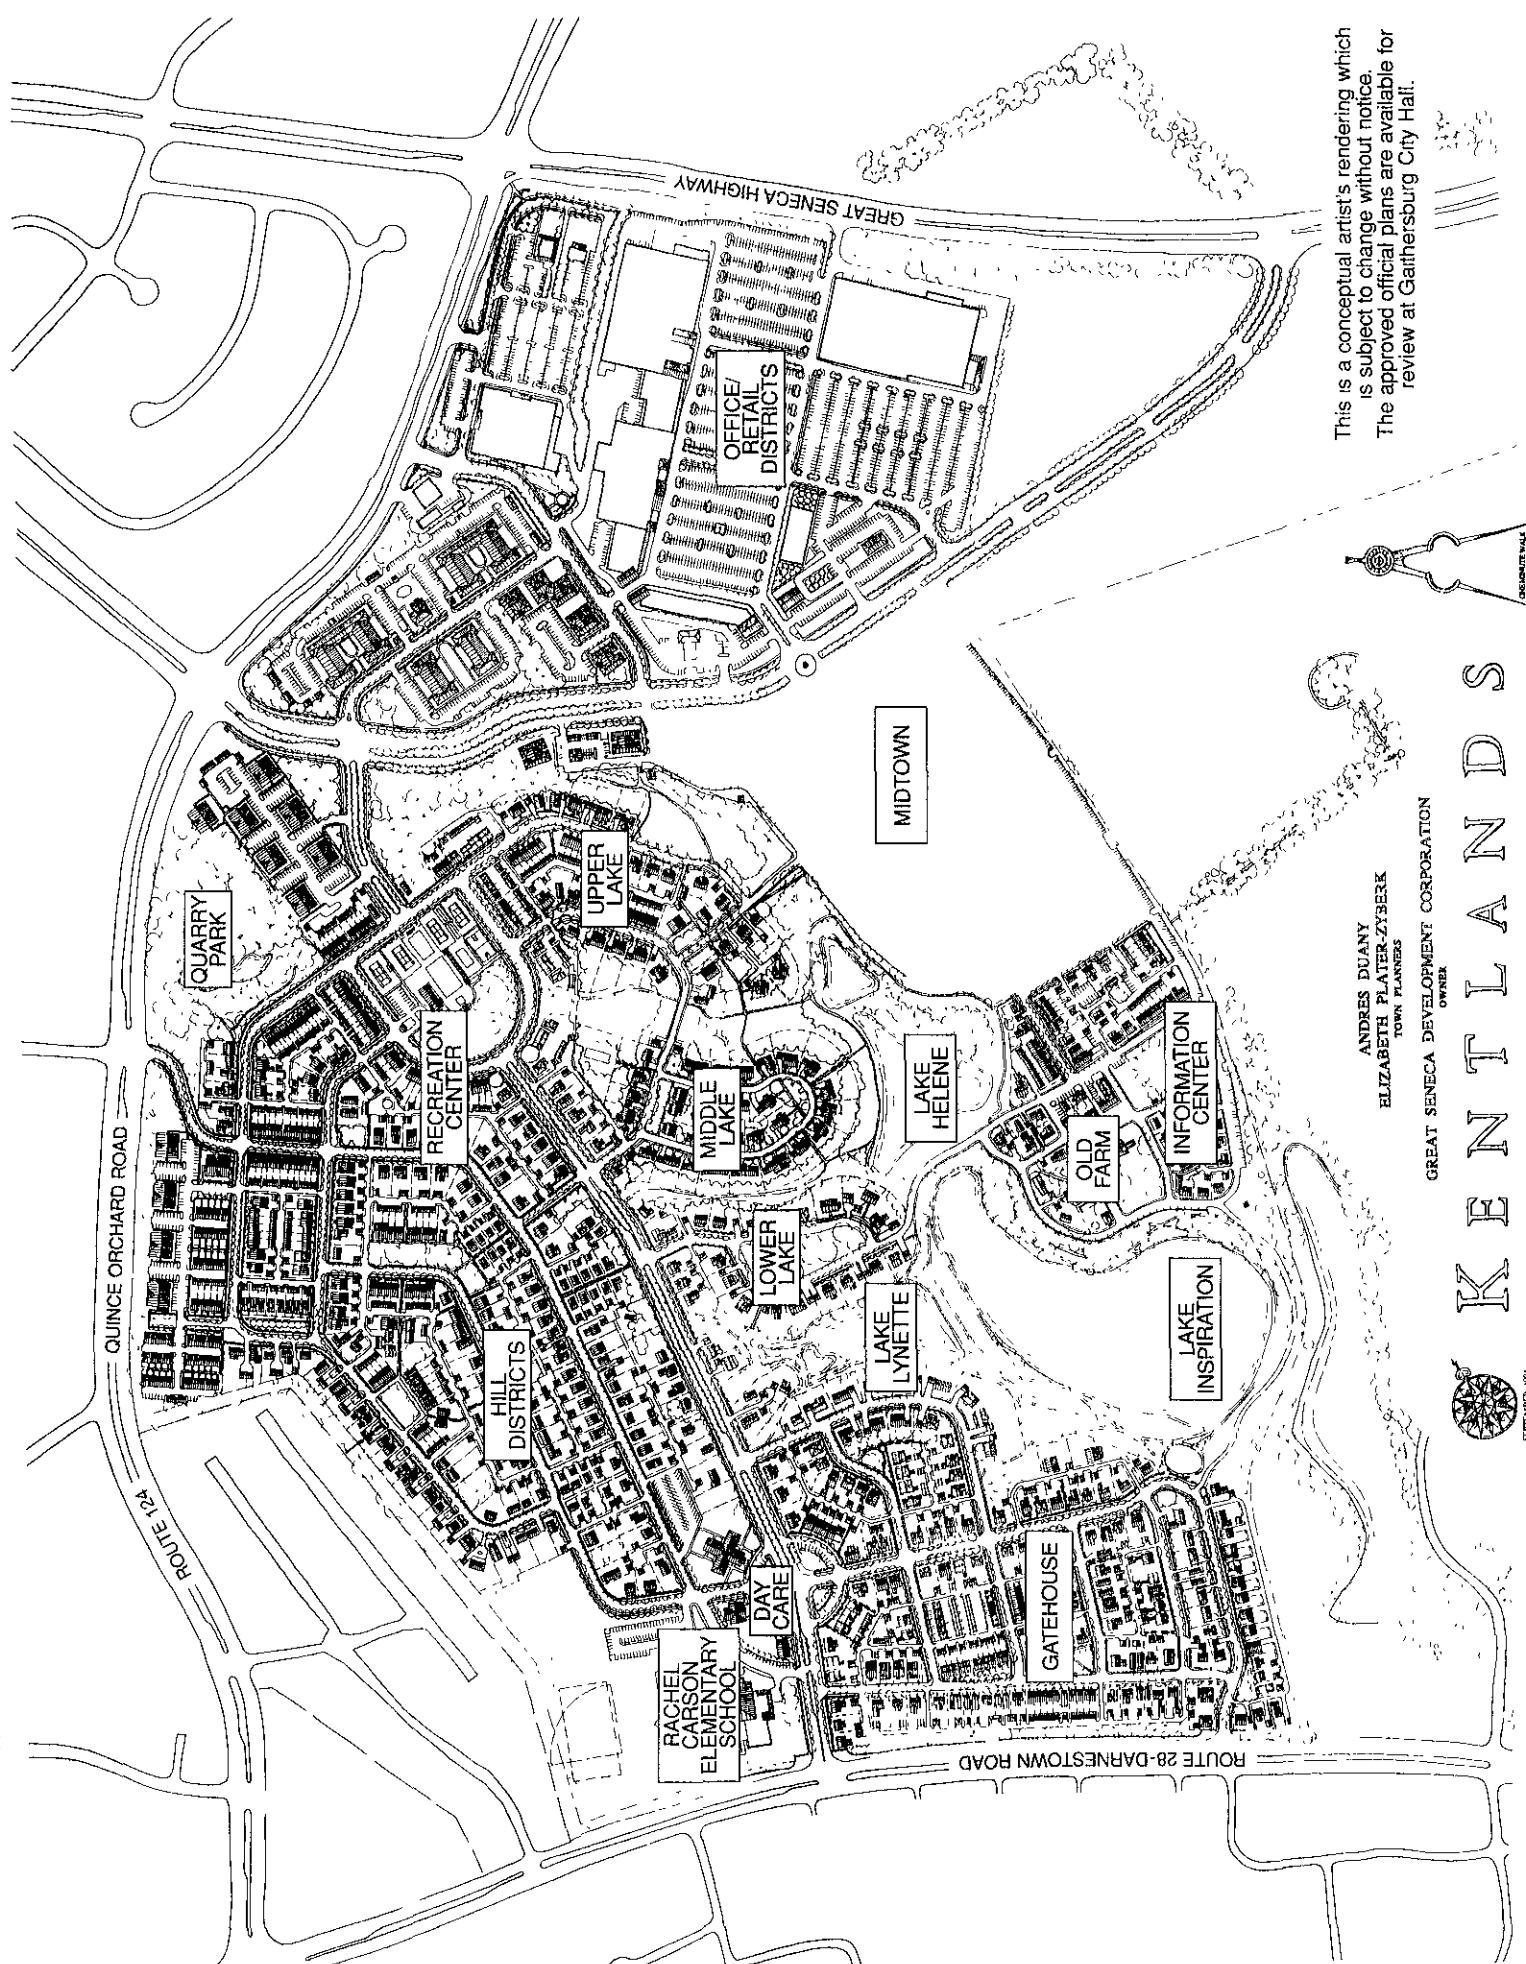 QUINCE ORCHARD ROAD
ROUTE 124
GREAT SENECA HIGHWAY
ROUTE 28-DARNESTOWN ROAD
QUARRY
PARK
RECREATION
CENTER
HILL
DISTRICTS
UPPER
LAKE
MIDDLE
LAKE
LOWER
LAKE
OFFICE/
RETAIL
DISTRICTS
MIDTOWN
LAKE
HELENE
LAKE
LYNETTE
OLD
FARM
INFORMATION
CENTER
LAKE
INSPIRATION
RACHEL
CARSON
ELEMENTARY
SCHOOL
DAY
CARE
GATEHOUSE
This is a conceptual artist's rendering which
is subject to change without notice.
The approved official plans are available for
review at Gaithersburg City Hall.
ANDRES DUANY
ELIZABETH PLATER-ZYBERK
TOWN PLANNERS
GREAT SENECA DEVELOPMENT CORPORATION
OWNER
KENTLANDS
ONE MINUTE WALK